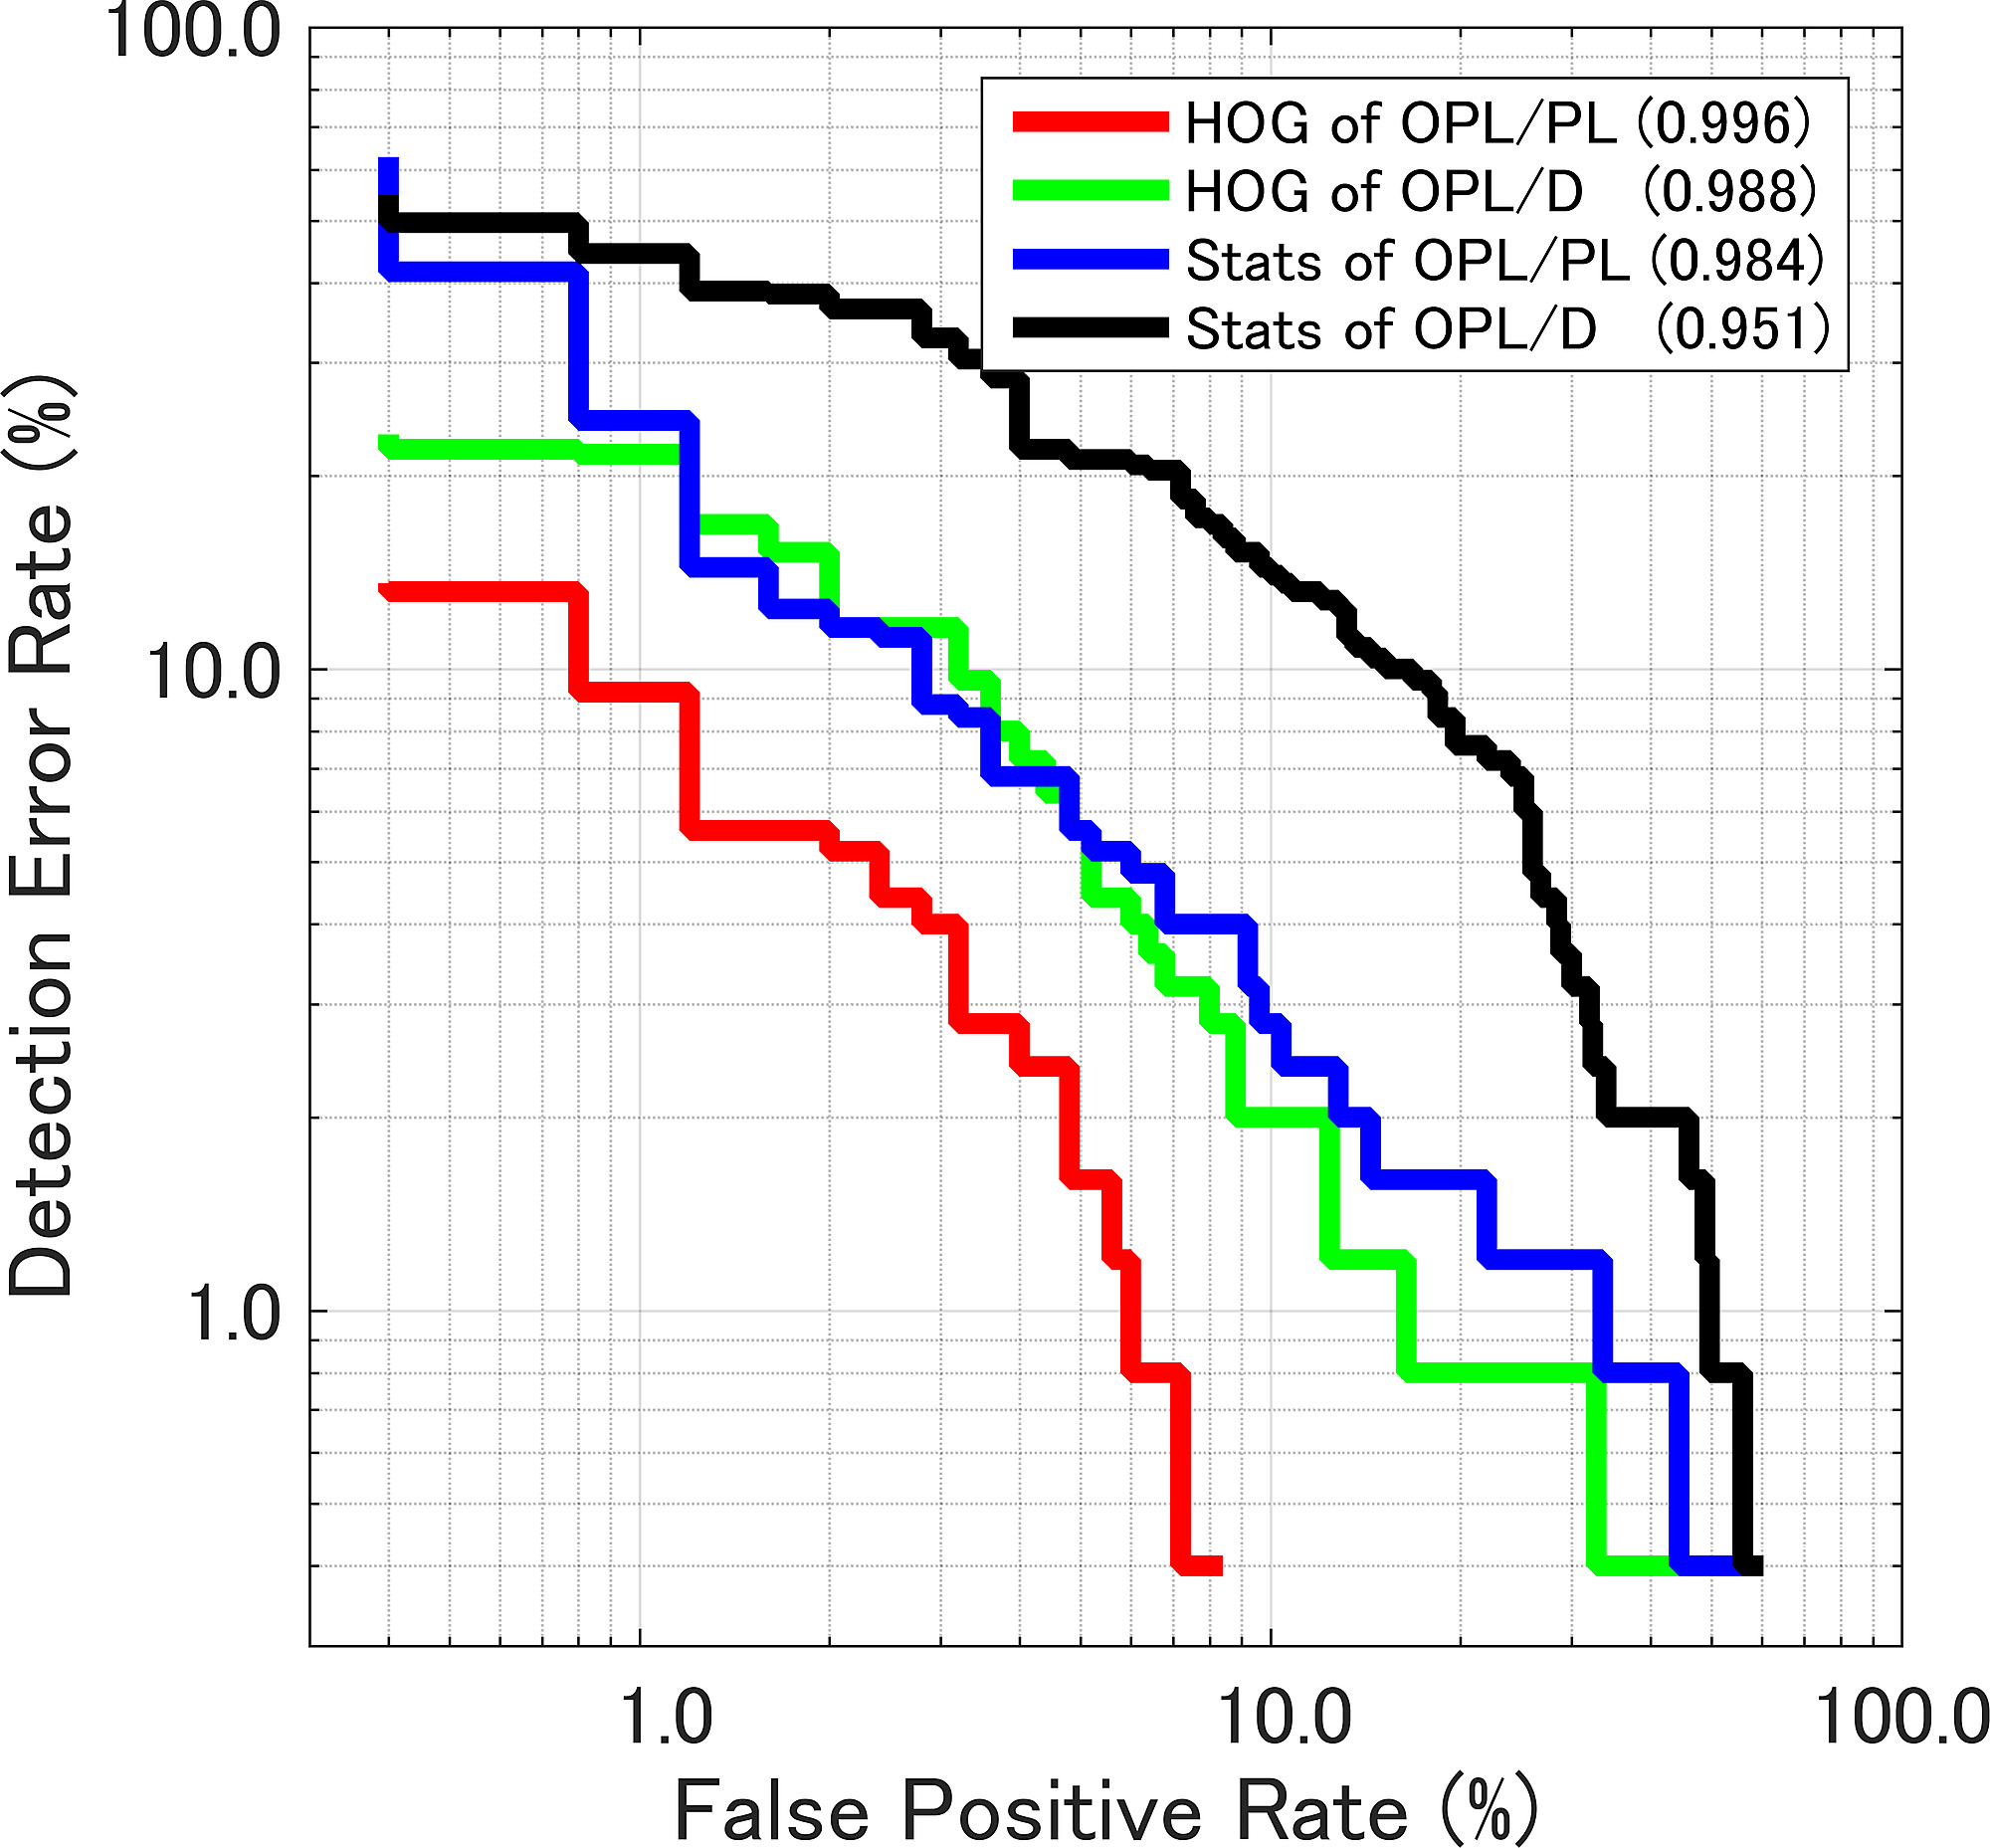 100.0
10.0
1.0
Detection Error Rate (%)
HOG of OPL/PL (0.996)
HOG of OPL/D (0.988)
Stats of OPL/PL (0.984)
Stats of OPL/D (0.951)
1.0 10.0 100.0
False Positive Rate (%)